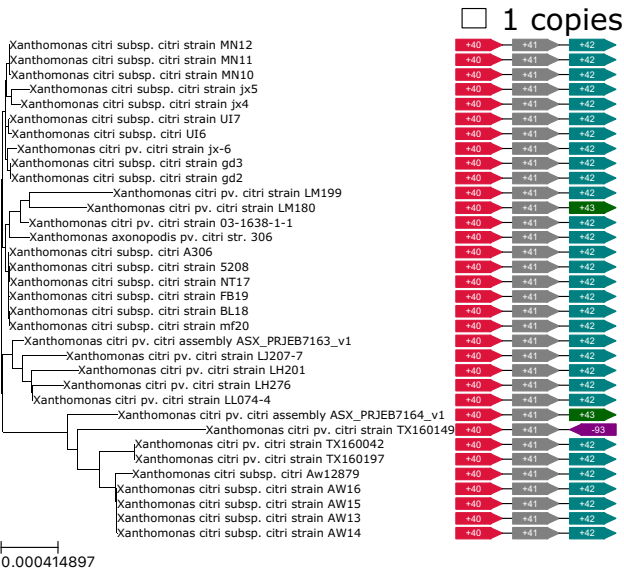 1 copies
Xanthomonas citri subsp. citri strain MN12 +40 +41 +42
Xanthomonas citri subsp. citri strain MN11 +40 +41 +42
Xanthomonas citri subsp. citri strain MN10 +40 +41 +42
Xanthomonas citri subsp. citri strain jx5 +40 +41 +42
Xanthomonas citri subsp. citri strain jx4 +40 +41 +42
Xanthomonas citri subsp. citri strain UI7 +40 +41 +42
Xanthomonas citri subsp. citri UI6 +40 +41 +42
Xanthomonas citri pv. citri strain jx-6 +40 +41 +42
Xanthomonas citri subsp. citri strain gd3 +40 +41 +42
Xanthomonas citri subsp. citri strain gd2 +40 +41 +42
Xanthomonas citri pv. citri strain LM199 +40 +41 +42
Xanthomonas citri pv. citri strain LM180 +40 +41 +43
Xanthomonas citri pv. citri strain 03-1638-1-1 +40 +41 +42
Xanthomonas axonopodis pv. citri str. 306 +40 +41 +42
Xanthomonas citri subsp. citri A306 +40 +41 +42
Xanthomonas citri subsp. citri strain 5208 +40 +41 +42
Xanthomonas citri subsp. citri strain NT17 +40 +41 +42
Xanthomonas citri subsp. citri strain FB19 +40 +41 +42
Xanthomonas citri subsp. citri strain BL18 +40 +41 +42
Xanthomonas citri subsp. citri strain mf20 +40 +41 +42
Xanthomonas citri pv. citri assembly ASX_PRJEB7163_v1 +40 +41 +42
Xanthomonas citri pv. citri strain LJ207-7 +40 +41 +42
Xanthomonas citri pv. citri strain LH201 +40 +41 +42
Xanthomonas citri pv. citri strain LH276 +40 +41 +42
Xanthomonas citri pv. citri strain LL074-4 +40 +41 +42
Xanthomonas citri pv. citri assembly ASX_PRJEB7164_v1 +40 +41 +43
Xanthomonas citri pv. citri strain TX160149 +40 +41 -93
Xanthomonas citri pv. citri strain TX160042 +40 +41 +42
Xanthomonas citri pv. citri strain TX160197 +40 +41 +42
Xanthomonas citri subsp. citri Aw12879 +40 +41 +42
Xanthomonas citri subsp. citri strain AW16 +40 +41 +42
Xanthomonas citri subsp. citri strain AW15 +40 +41 +42
Xanthomonas citri subsp. citri strain AW13 +40 +41 +42
Xanthomonas citri subsp. citri strain AW14 +40 +41 +42
0.000414897